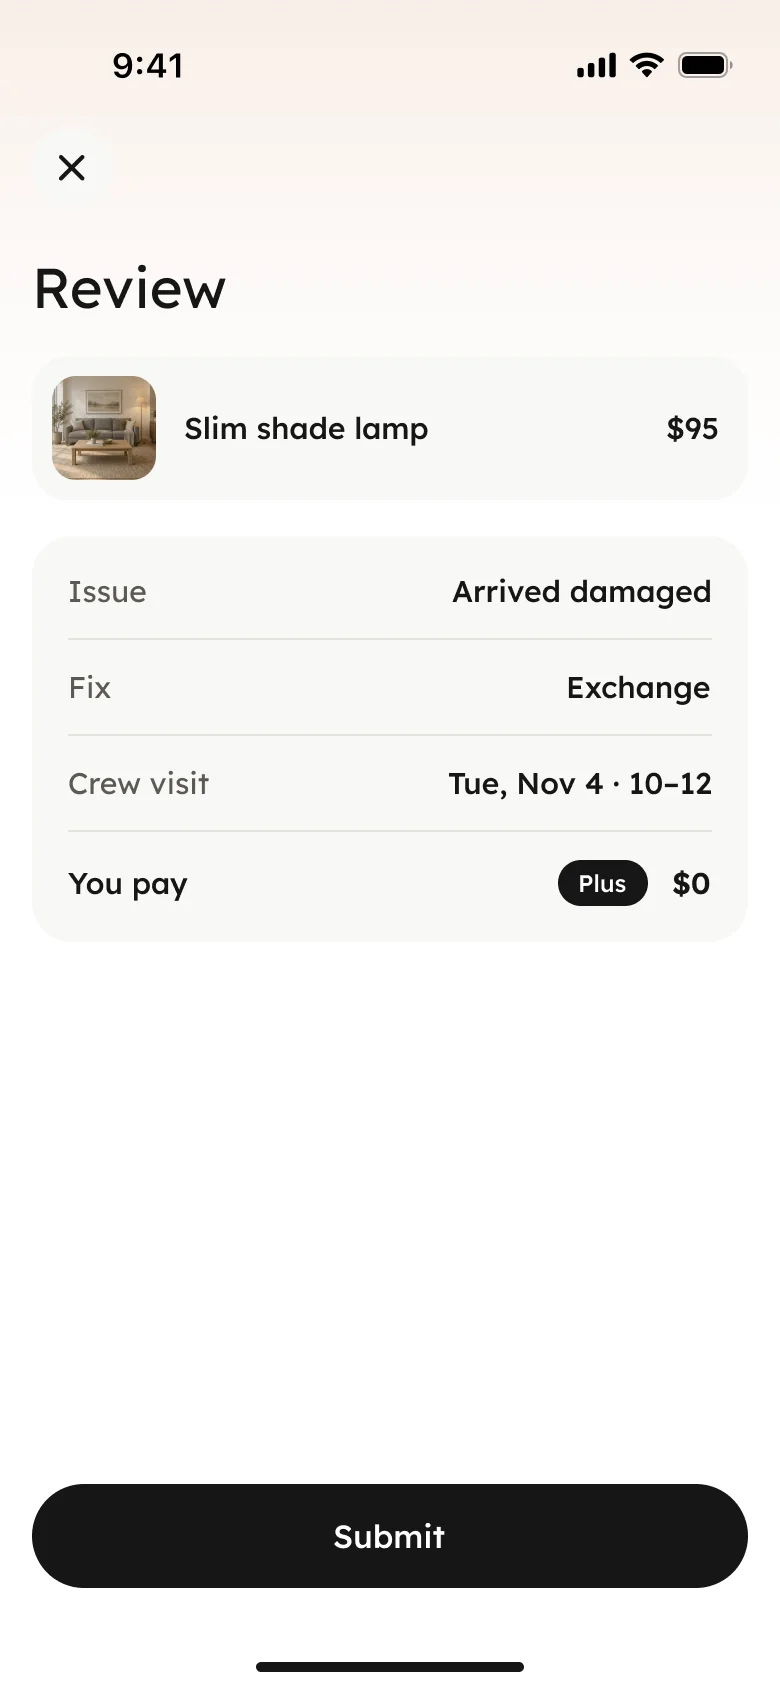 9:41
Review
Slim shade lamp $95
Issue Arrived damaged
Fix Exchange
Crew visit Tue, Nov 4 · 10–12
You pay Plus $0
Submit